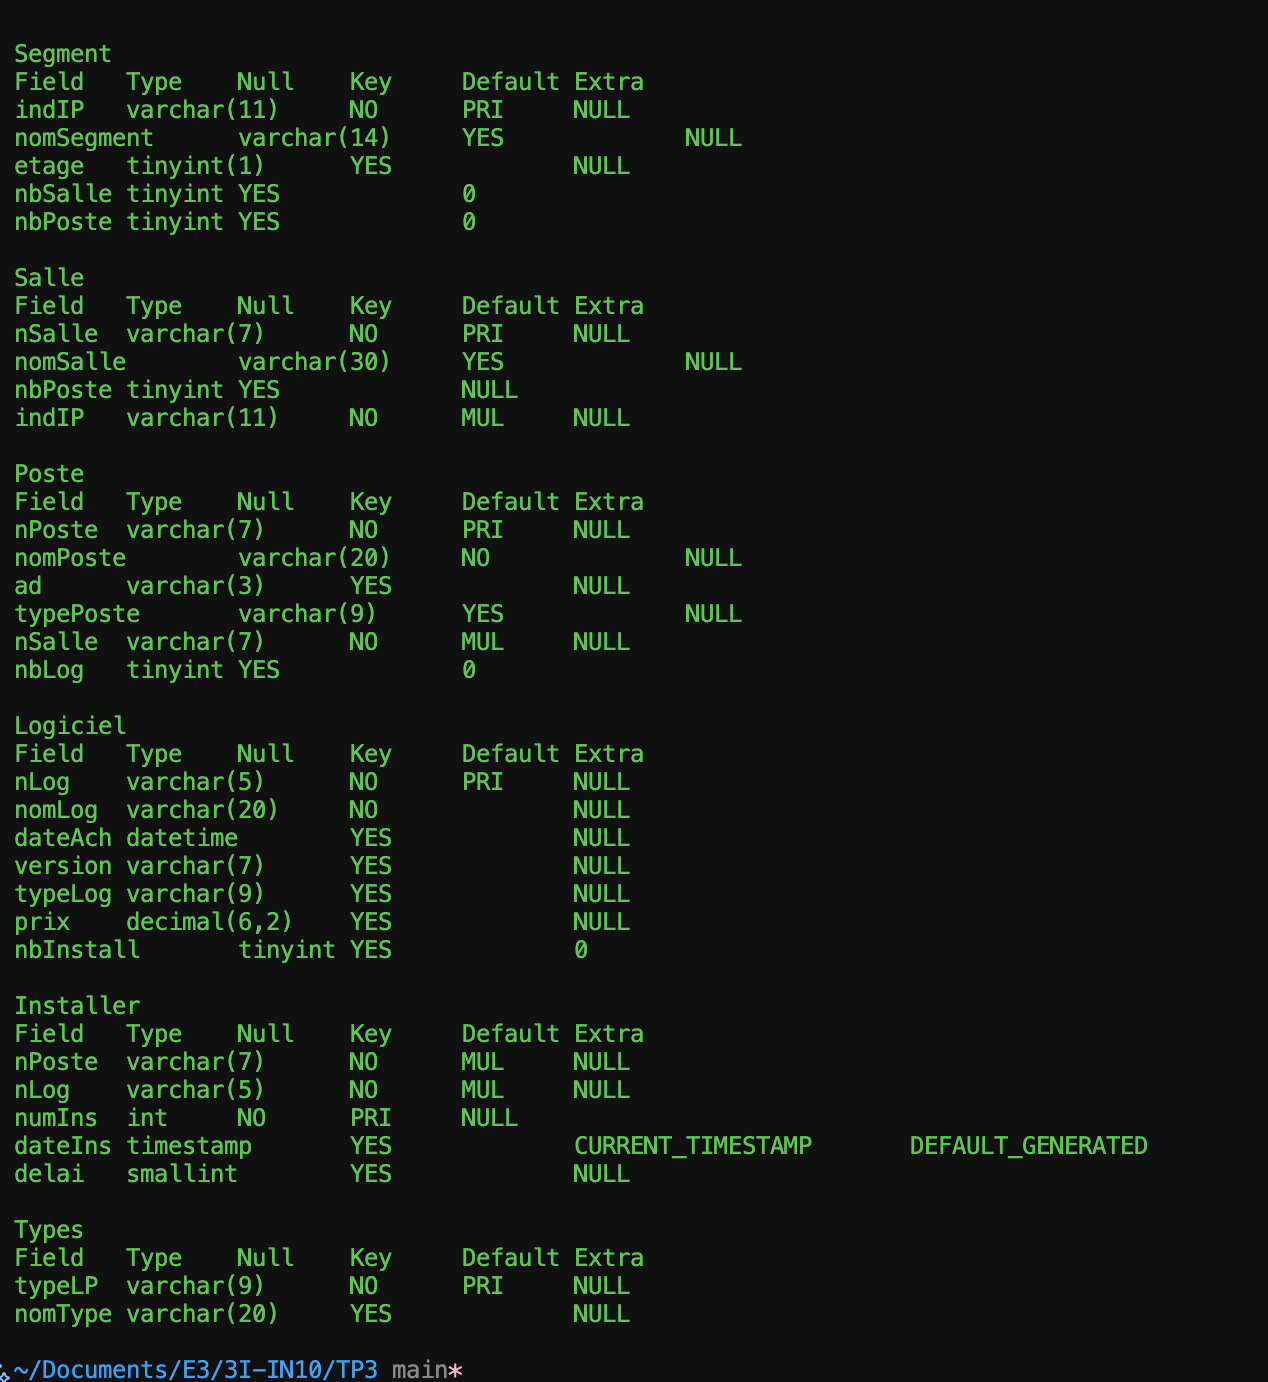 Segment
Field Type Null Key Default Extra
indIP varchar(11) NO PRI NULL
nomSegment varchar(14) YES NULL
etage tinyint(1) YES NULL
nbSalle tinyint YES 0
nbPoste tinyint YES 0
Salle
Field Type Null Key Default Extra
nSalle varchar(7) NO PRI NULL
nomSalle varchar(30) YES NULL
nbPoste tinyint YES NULL
indIP varchar(11) NO MUL NULL
Poste
Field Type Null Key Default Extra
nPoste varchar(7) NO PRI NULL
nomPoste varchar(20) NO NULL
ad varchar(3) YES NULL
typePoste varchar(9) YES NULL
nSalle varchar(7) NO MUL NULL
nbLog tinyint YES 0
Logiciel
Field Type Null Key Default Extra
nLog varchar(5) NO PRI NULL
nomLog varchar(20) NO NULL
dateAch datetime YES NULL
version varchar(7) YES NULL
typeLog varchar(9) YES NULL
prix decimal(6,2) YES NULL
nbInstall tinyint YES 0
Installer
Field Type Null Key Default Extra
nPoste varchar(7) NO MUL NULL
nLog varchar(5) NO MUL NULL
numIns int NO PRI NULL
dateIns timestamp YES CURRENT_TIMESTAMP DEFAULT_GENERATED
delai smallint YES NULL
Types
Field Type Null Key Default Extra
typeLP varchar(9) NO PRI NULL
nomType varchar(20) YES NULL
~/Documents/E3/3I-IN10/TP3 main*